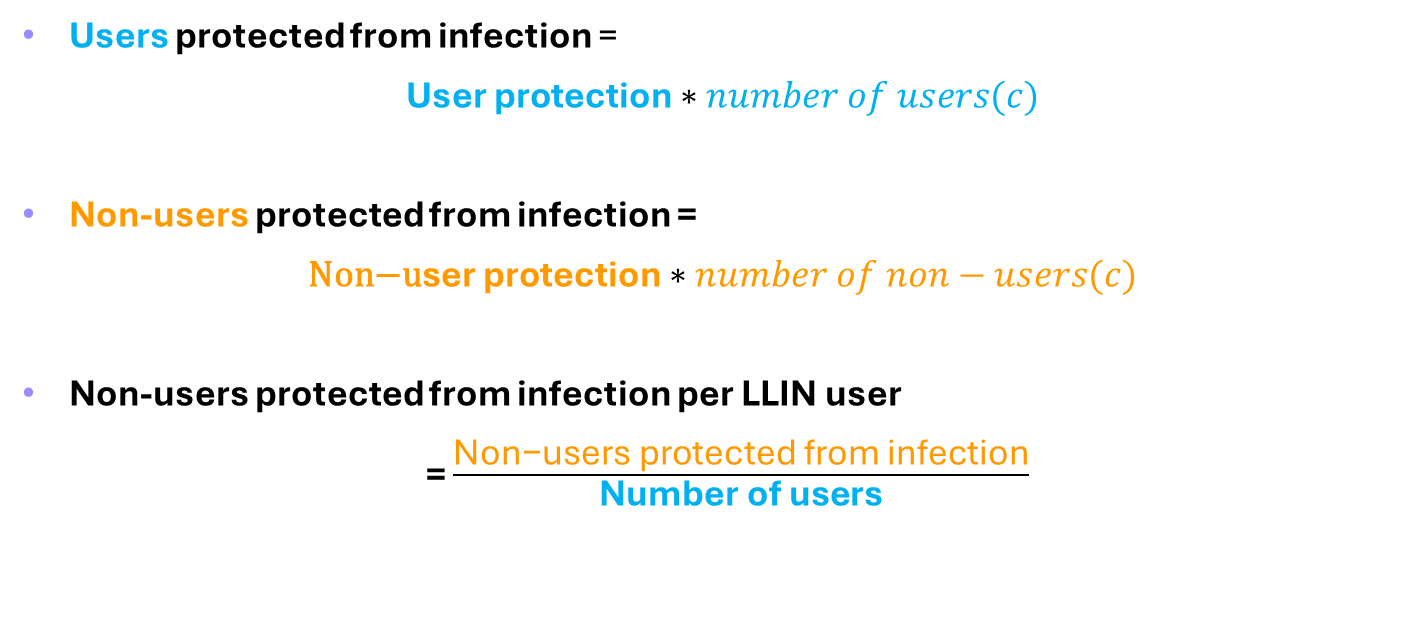 • Users protected from infection =
User protection * number of users(c)
• Non-users protected from infection =
Non−user protection * number of non − users(c)
• Non-users protected from infection per LLIN user
= Non−users protected from infection
Number of users